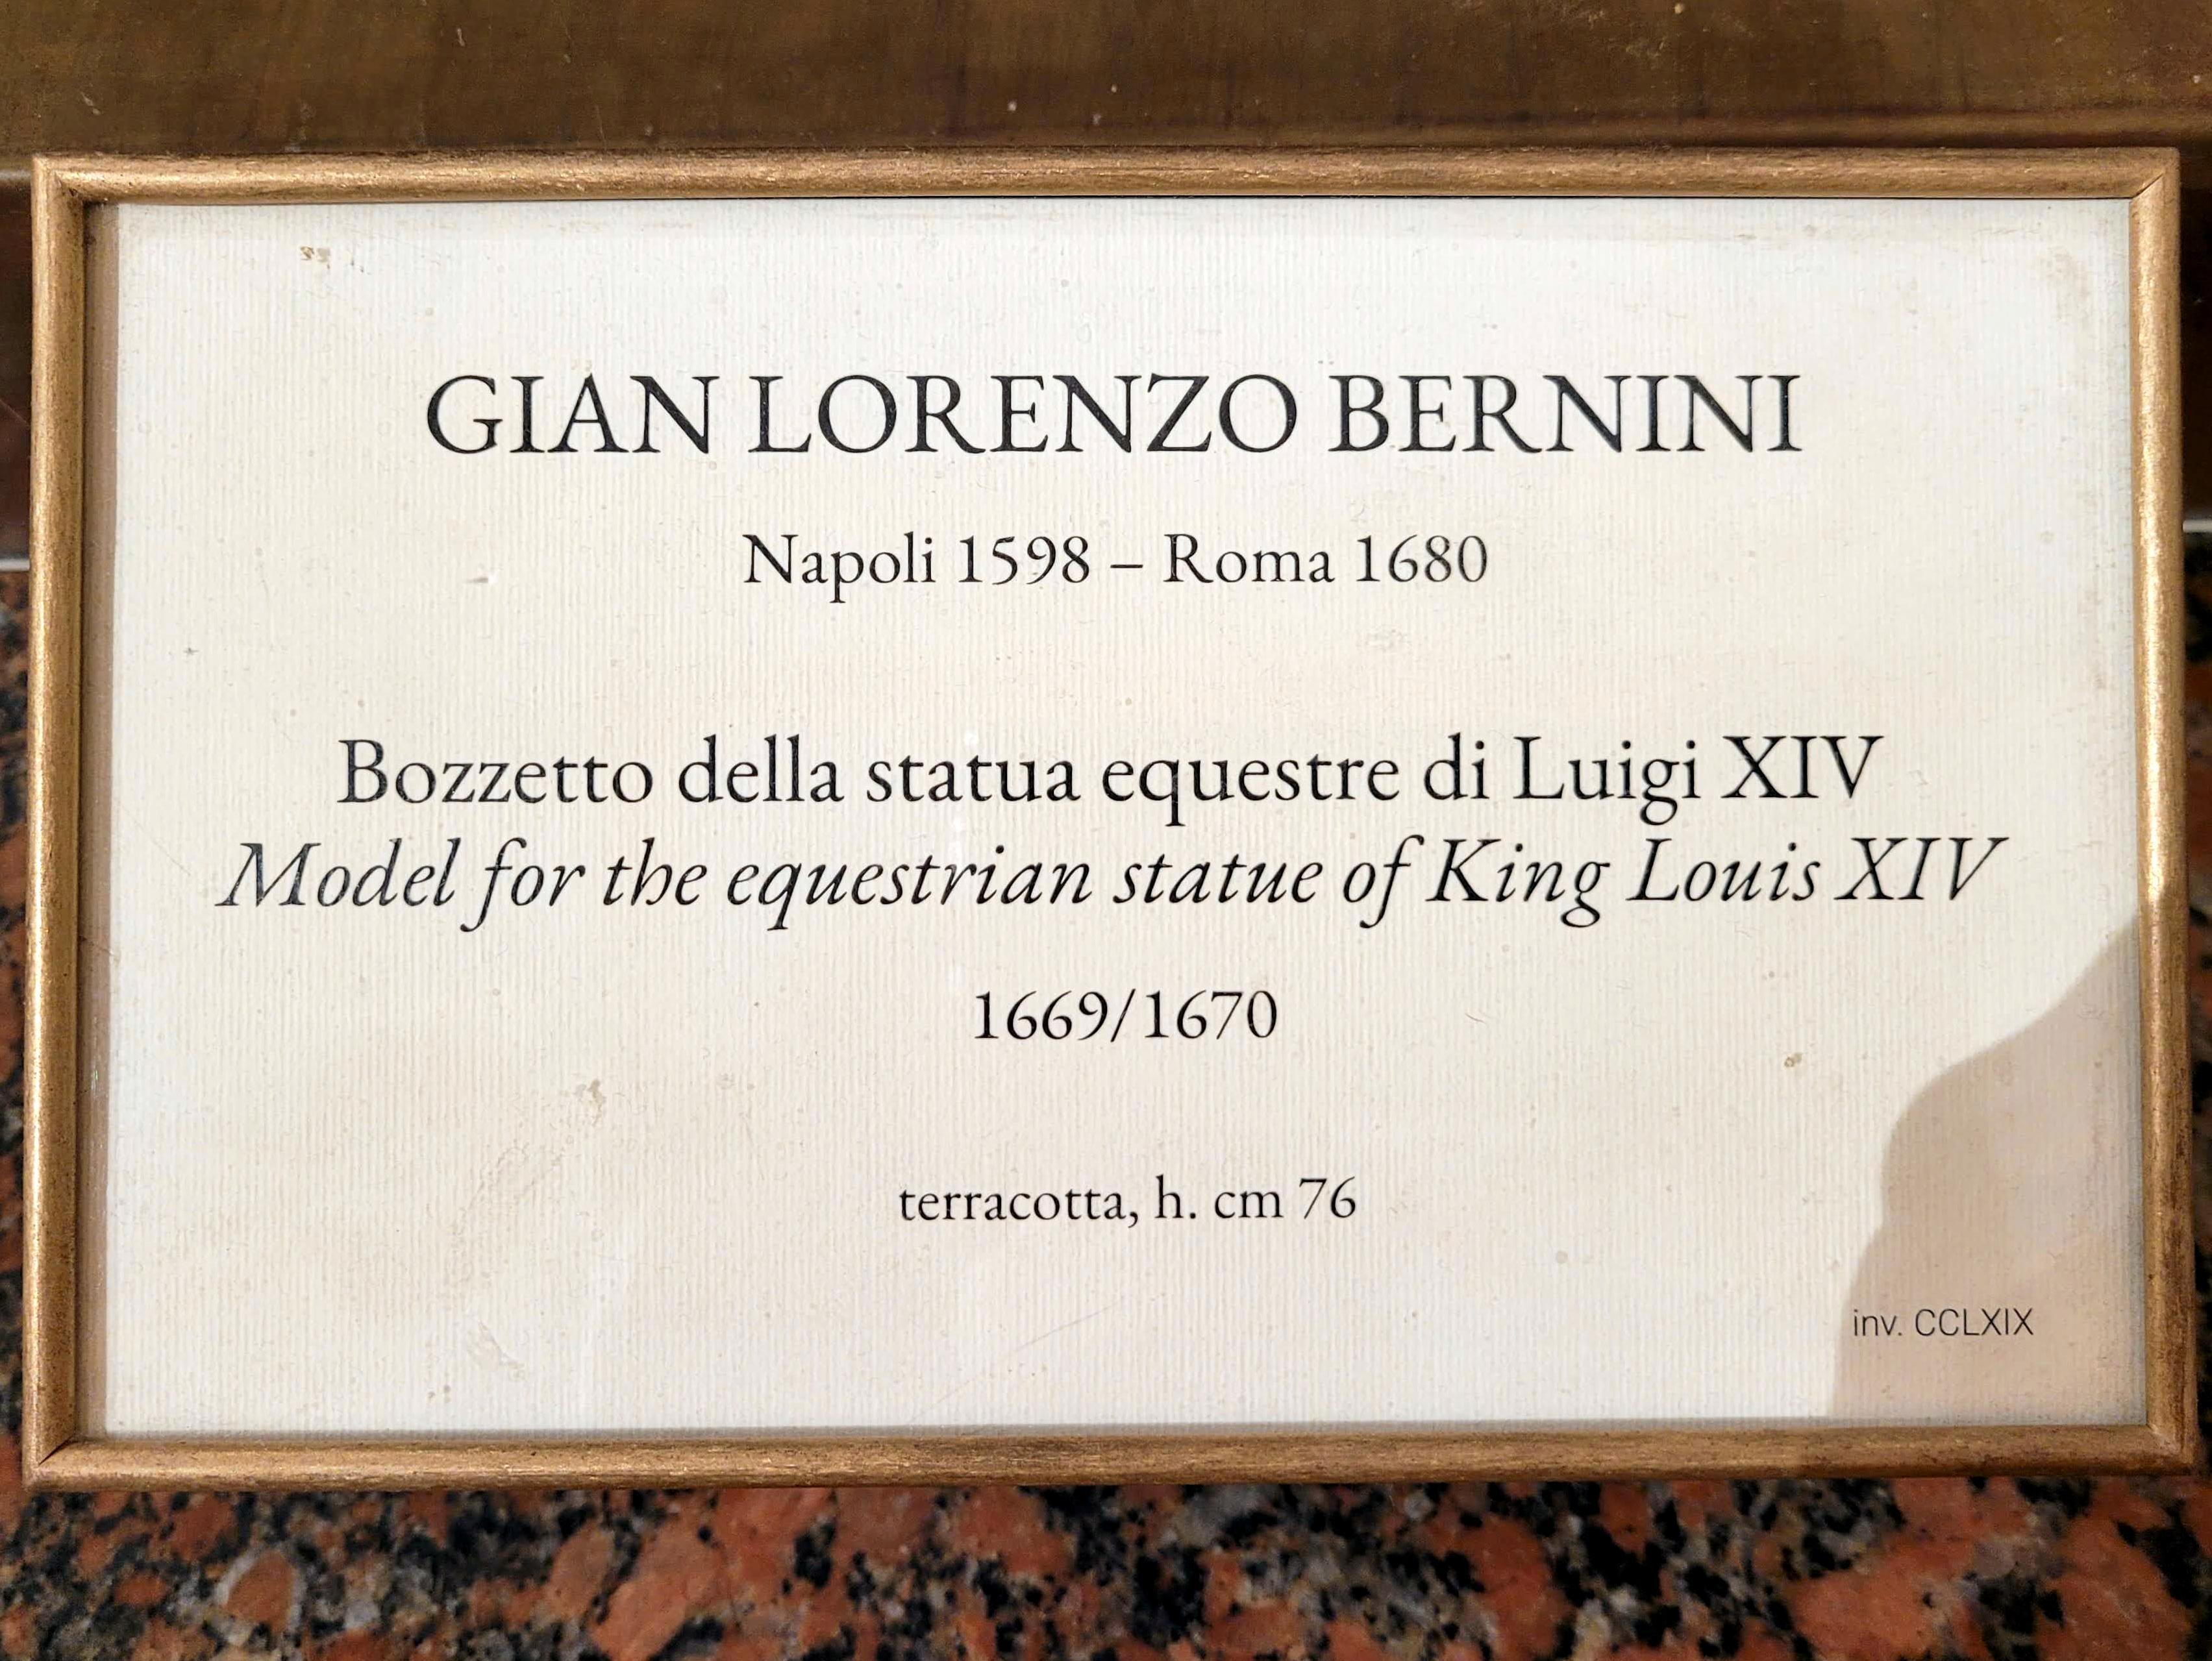 GIAN LORENZO BERNINI
Napoli 1598 – Roma 1680
Bozzetto della statua equestre di Luigi XIV
Model for the equestrian statue of King Louis XIV
1669/1670
terracotta, h. cm 76
inv. CCLXIX